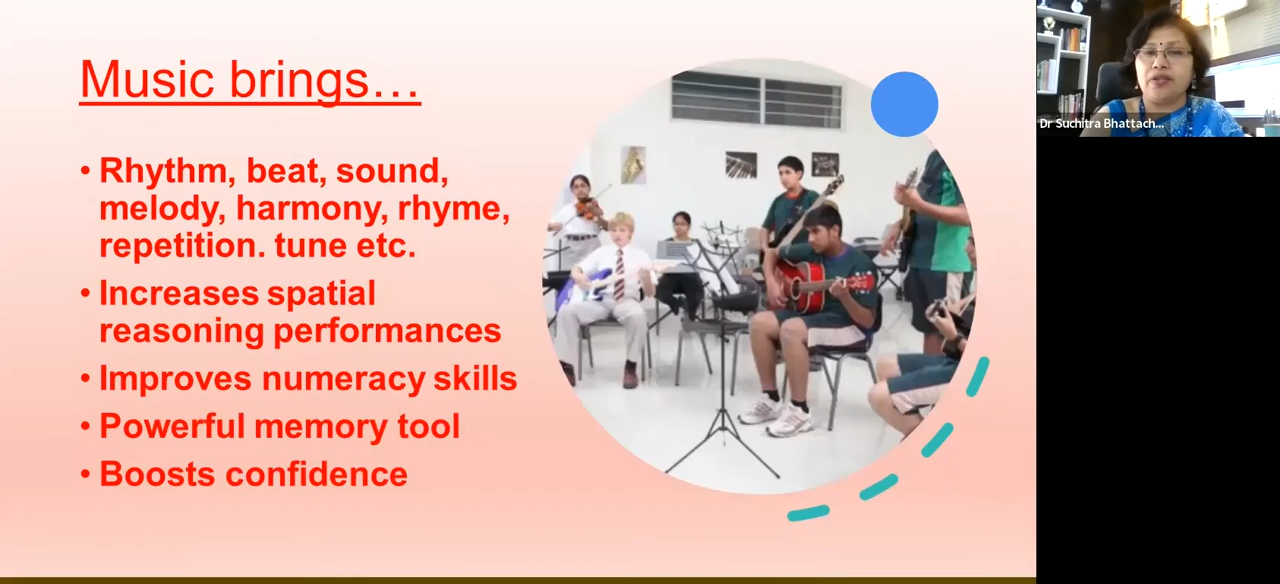 Music brings…
• Rhythm, beat, sound,
melody, harmony, rhyme,
repetition. tune etc.
• Increases spatial
reasoning performances
• Improves numeracy skills
• Powerful memory tool
• Boosts confidence
Dr Suchitra Bhattach...